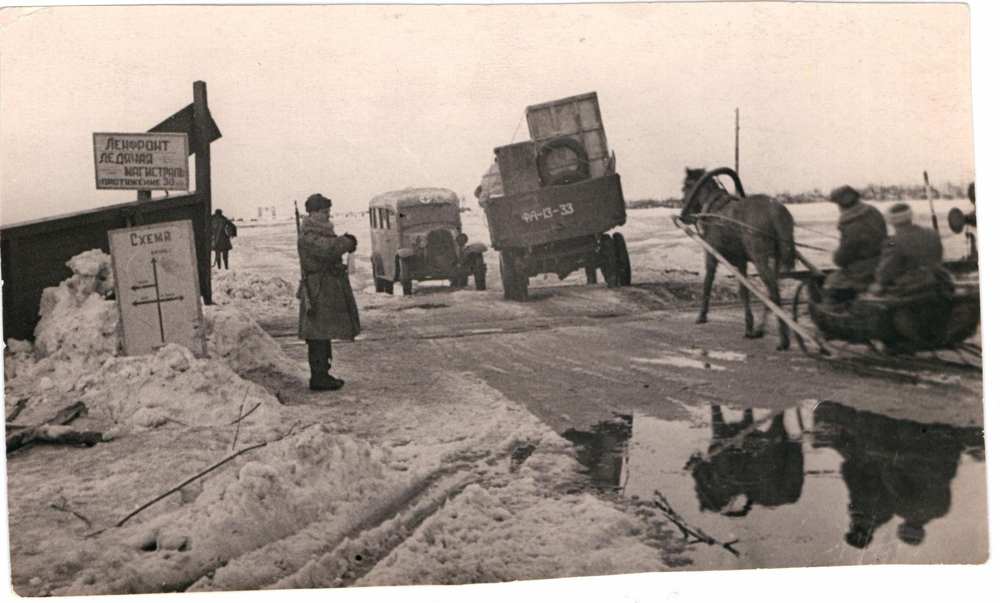 ЛЕНФРОНТ
ЛЕДЯНАЯ
МАГИСТРАЛЬ
ПРОТЯЖЕНИЕ 30
СХЕМА
ФА-13-33